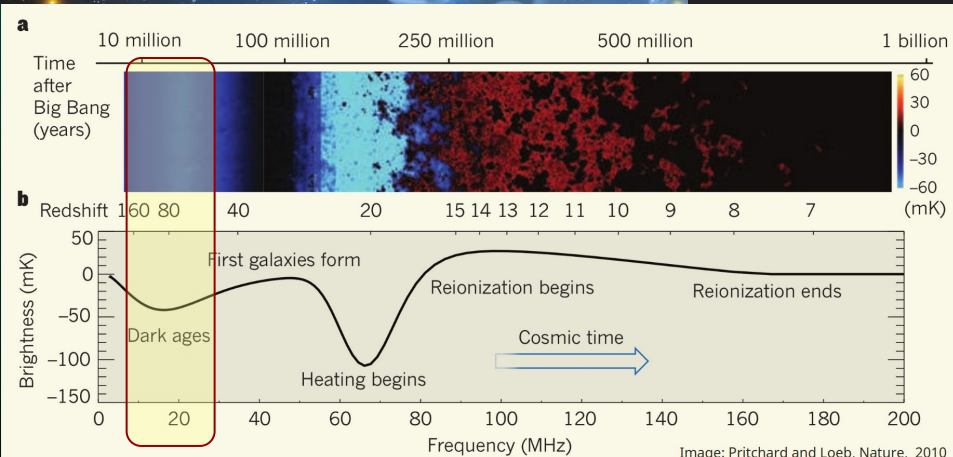 a
10 million 100 million 250 million 500 million 1 billion
Time
after
Big Bang
(years)
60
30
0
−30
−60
(mK)
b
Redshift 160 80 40 20 15 14 13 12 11 10 9 8 7
Brightness (mK)
50
0
−50
−100
−150
First galaxies form
Dark ages
Heating begins
Reionization begins
Reionization ends
Cosmic time
0 20 40 60 80 100 120 140 160 180 200
Frequency (MHz)
Image: Pritchard and Loeb, Nature, 2010